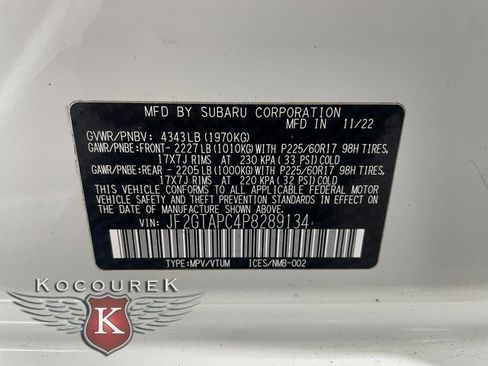 MFD BY SUBARU CORPORATION
GVWR/PNBV: 4343LB (1970KG) 11/22
GAWR/PNBE:FRONT- 2227LB (1010KG)WITH P225/60R17 98H TIRES,
17X7J RIMS AT 230 KPA (33 PSI)COLD
GAWR/PNBE:REAR - 2205LB (1000KG)WITH P225/60R17 98H TIRES,
17X7J RIMS AT 220 KPA (32 PSI)COLD
THIS VEHICLE CONFORMS TO ALL APPLICABLE FEDERAL MOTOR
VEHICLE SAFETY, BUMPER, AND THEFT PREVENTION STANDARDS
IN EFFECT ON THE DATE OF MANUFACTURE SHOWN ABOVE.
VIN: JF2GTAPC4P8289134
TYPE:MPV/VTUM ICES/NMB-002
KOCOUREK